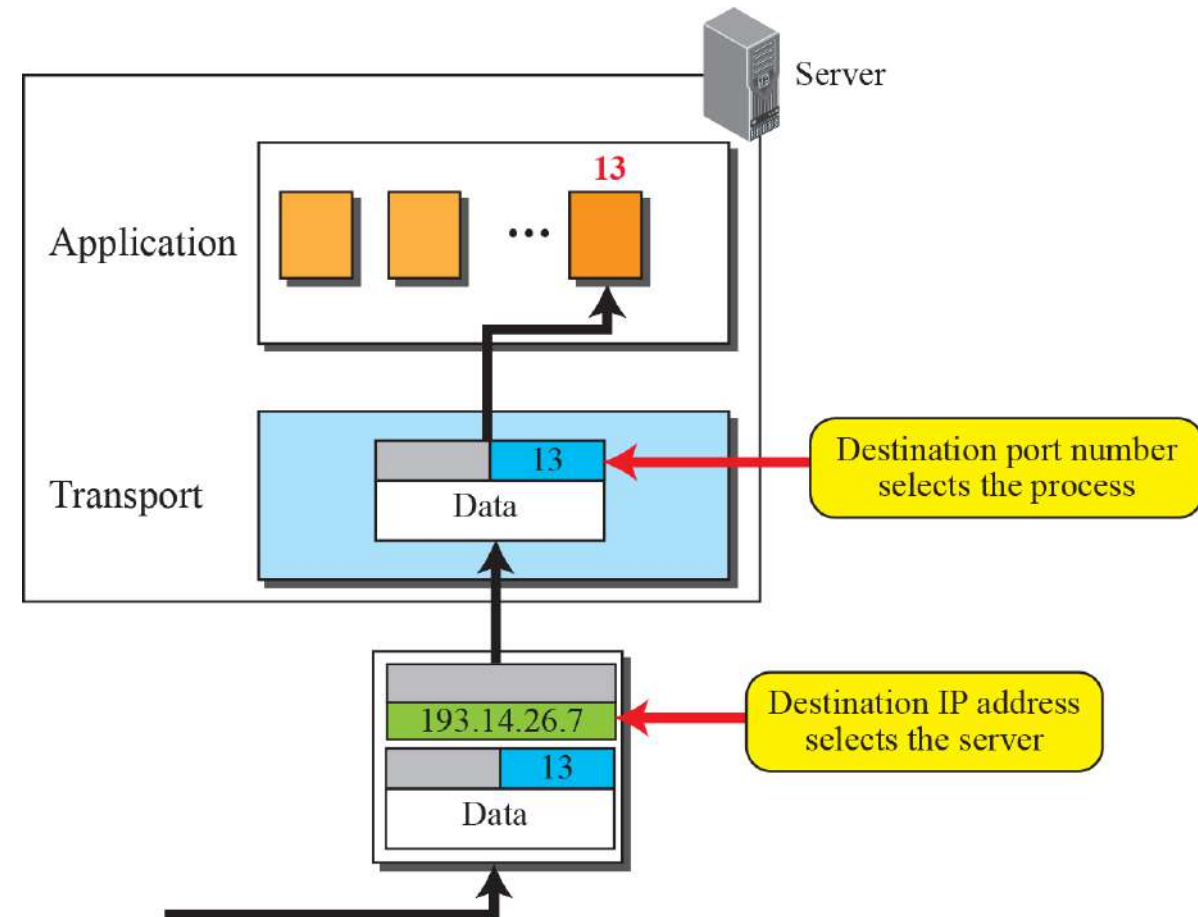 Server
13
Application
...
13
Destination port number
selects the process
Transport
Data
193.14.26.7
Destination IP address
selects the server
13
Data